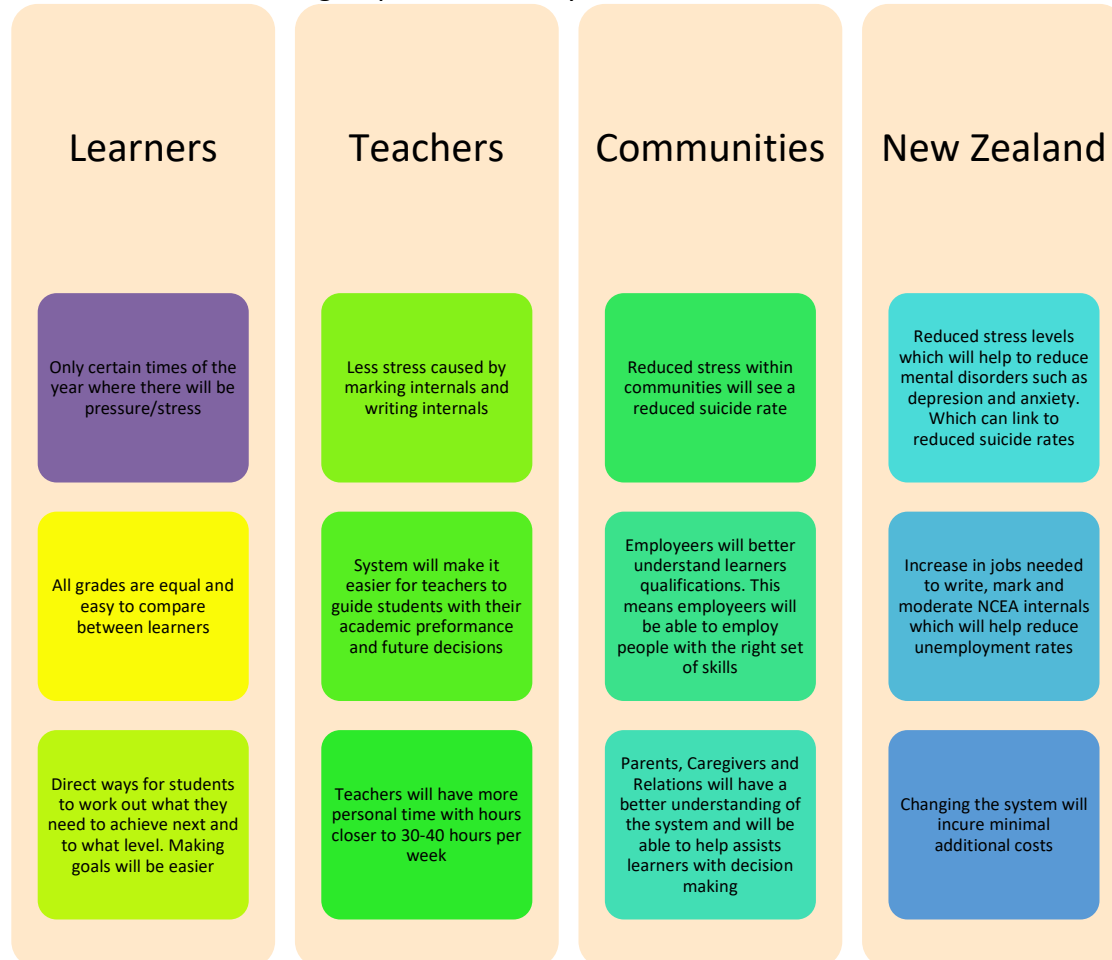 Learners
Only certain times of the
year where there will be
pressure/stress
All grades are equal and
easy to compare
between learners
Direct ways for students
to work out what they
need to achieve next and
to what level. Making
goals will be easier
Teachers
Less stress caused by
marking internals and
writing internals
System will make it
easier for teachers to
guide students with their
academic preformance
and future decisions
Teachers will have more
personal time with hours
closer to 30-40 hours per
week
Communities
Reduced stress within
communities will see a
reduced suicide rate
Employeers will better
understand learners
qualifications. This
means employeers will
be able to employ
people with the right set
of skills
Parents, Caregivers and
Relations will have a
better understanding of
the system and will be
able to help assists
learners with decision
making
New Zealand
Reduced stress levels
which will help to reduce
mental disorders such as
depresion and anxiety.
Which can link to
reduced suicide rates
Increase in jobs needed
to write, mark and
moderate NCEA internals
which will help reduce
unemployment rates
Changing the system will
incure minimal
additional costs